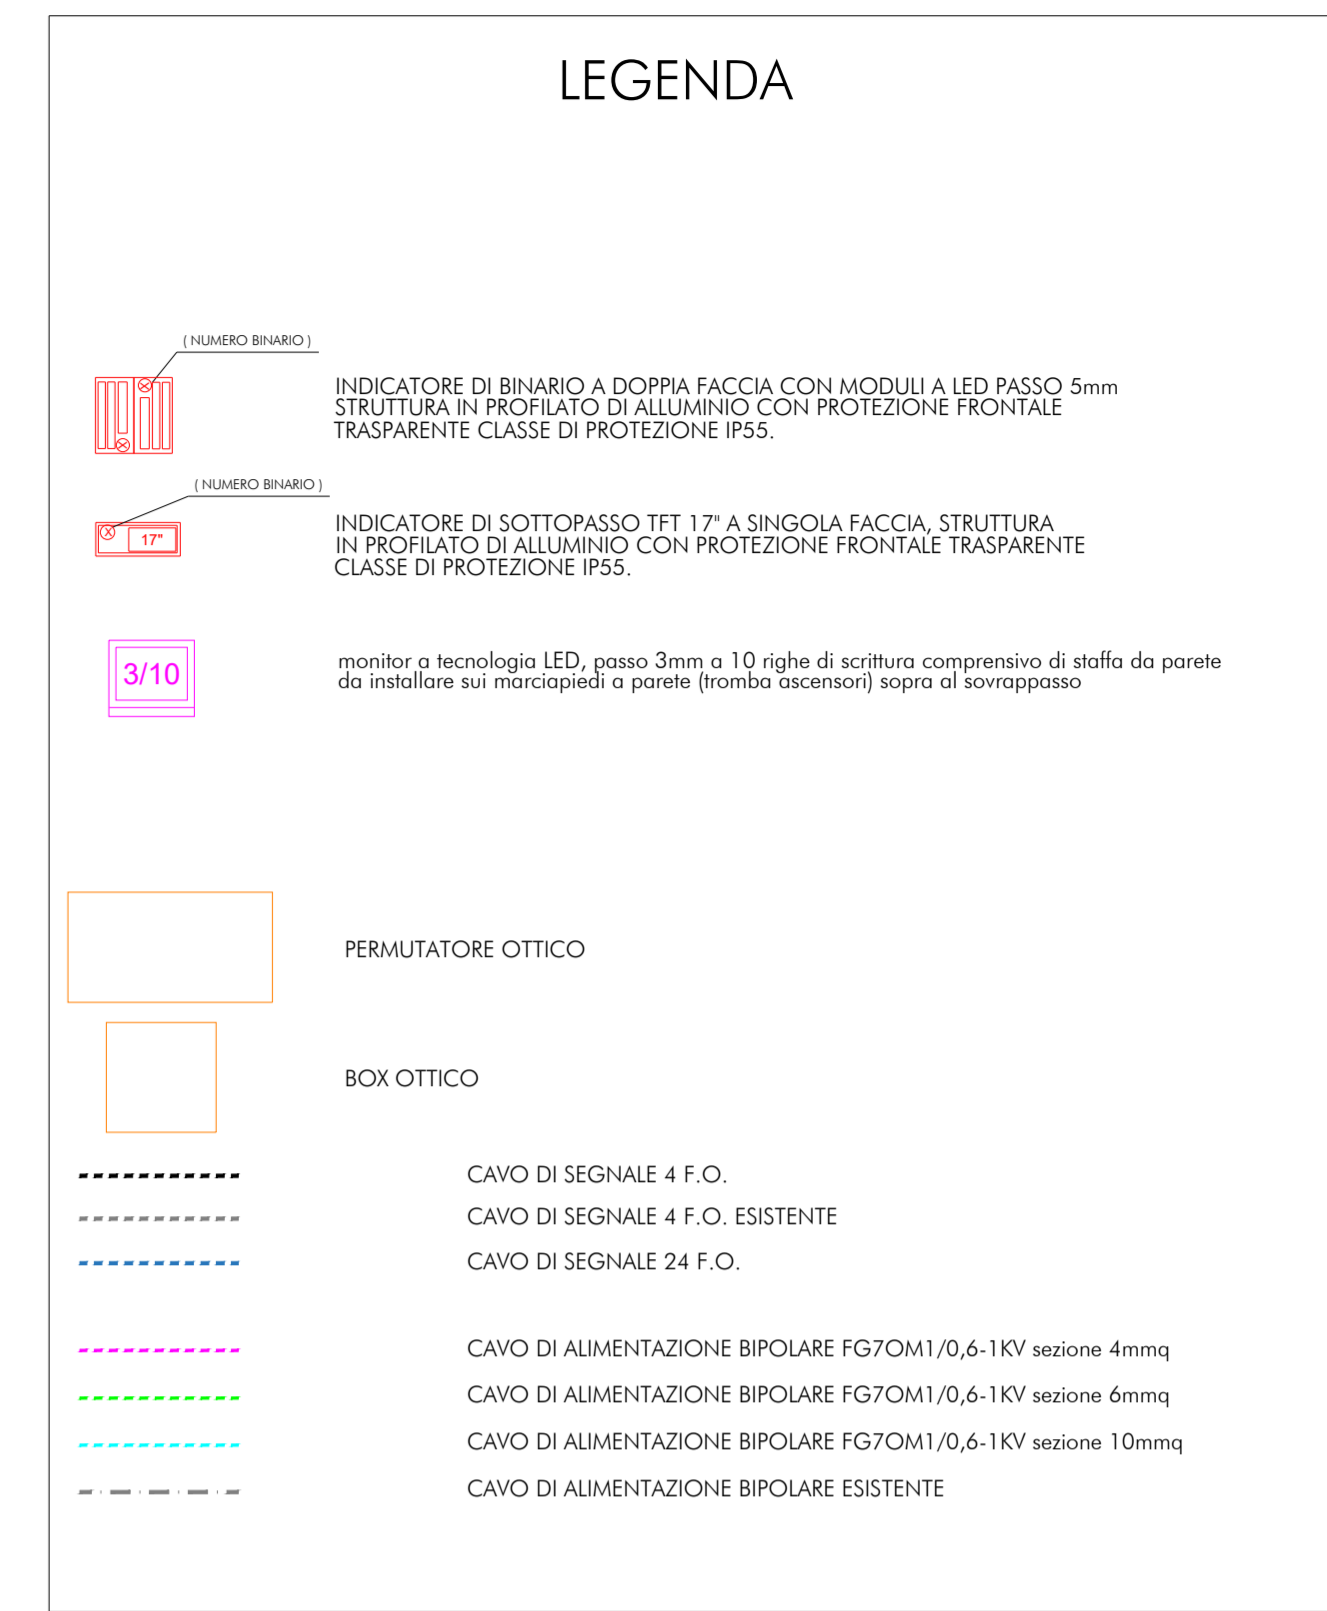 LEGENDA
( NUMERO BINARIO )
INDICATORE DI BINARIO A DOPPIA FACCIA CON MODULI A LED PASSO 5mm
STRUTTURA IN PROFILATO DI ALLUMINIO CON PROTEZIONE FRONTALE
TRASPARENTE CLASSE DI PROTEZIONE IP55.
( NUMERO BINARIO )
X
17"
INDICATORE DI SOTTOPASSO TFT 17" A SINGOLA FACCIA, STRUTTURA
IN PROFILATO DI ALLUMINIO CON PROTEZIONE FRONTALE TRASPARENTE
CLASSE DI PROTEZIONE IP55.
3/10
monitor a tecnologia LED, passo 3mm a 10 righe di scrittura comprensivo di staffa da parete
da installare sui marciapiedi a parete (tromba ascensori) sopra al sovrappasso
PERMUTATORE OTTICO
BOX OTTICO
CAVO DI SEGNALE 4 F.O.
CAVO DI SEGNALE 4 F.O. ESISTENTE
CAVO DI SEGNALE 24 F.O.
CAVO DI ALIMENTAZIONE BIPOLARE FG7OM1/0,6-1KV sezione 4mmq
CAVO DI ALIMENTAZIONE BIPOLARE FG7OM1/0,6-1KV sezione 6mmq
CAVO DI ALIMENTAZIONE BIPOLARE FG7OM1/0,6-1KV sezione 10mmq
CAVO DI ALIMENTAZIONE BIPOLARE ESISTENTE